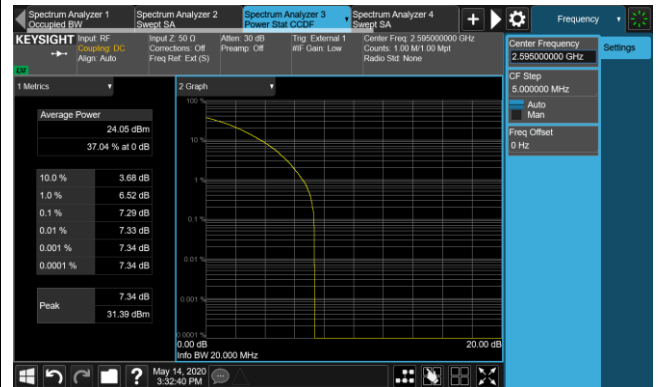 Spectrum Analyzer 1
Occupied BW
Spectrum Analyzer 2
Swept SA
Spectrum Analyzer 3
Power Stat CCDF
Spectrum Analyzer 4
Swept SA
Frequency
KEYSIGHT
Input: RF
Coupling: DC
Align: Auto
Input Z: 50 Ω
Corrections: Off
Freq Ref: Ext (S)
Atten: 30 dB
Preamp: Off
Trig: External 1
#IF Gain: Low
Center Freq: 2.595000000 GHz
Counts: 1.00 M/1.00 Mpt
Radio Std: None
LXI
Center Frequency
2.595000000 GHz
Settings
CF Step
5.000000 MHz
Auto
Man
Freq Offset
0 Hz
1 Metrics
Average Power
24.05 dBm
37.04 % at 0 dB
10.0 % 3.68 dB
1.0 % 6.52 dB
0.1 % 7.29 dB
0.01 % 7.33 dB
0.001 % 7.34 dB
0.0001 % 7.34 dB
Peak
7.34 dB
31.39 dBm
2 Graph
100 %
10 %
1 %
0.1 %
0.01 %
0.001 %
0.0001 %
0.00 dB 20.00 dB
Info BW 20.000 MHz
?
May 14, 2020
3:32:40 PM